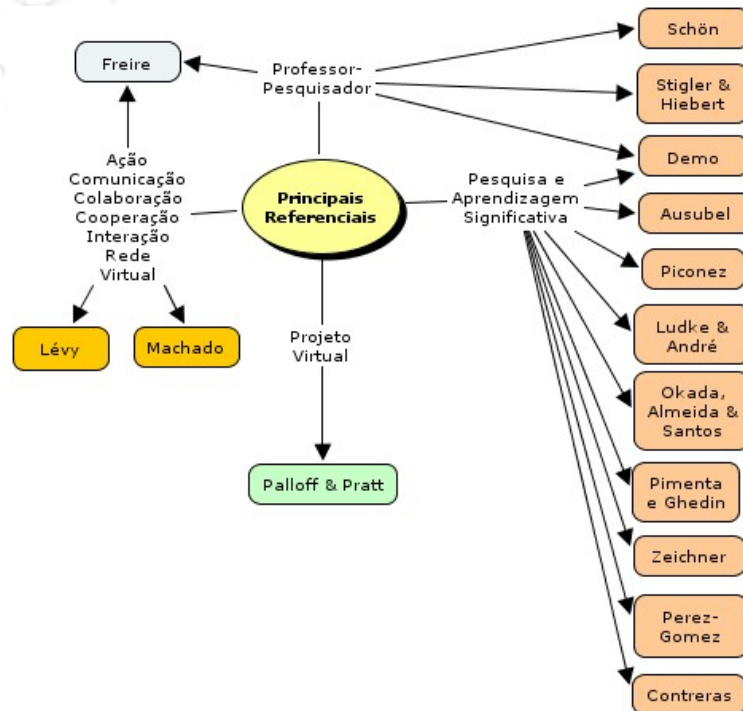 Schön
Freire
Professor-
Pesquisador
Stigler &
Hiebert
Demo
Ação
Comunicação
Colaboração
Cooperação
Interação
Rede
Virtual
Principais
Referenciais
Pesquisa e
Aprendizagem
Significativa
Ausubel
Piconez
Lévy
Machado
Projeto
Virtual
Ludke &
André
Okada,
Almeida &
Santos
Palloff & Pratt
Pimenta
e Ghedin
Zeichner
Perez-
Gomez
Contreras